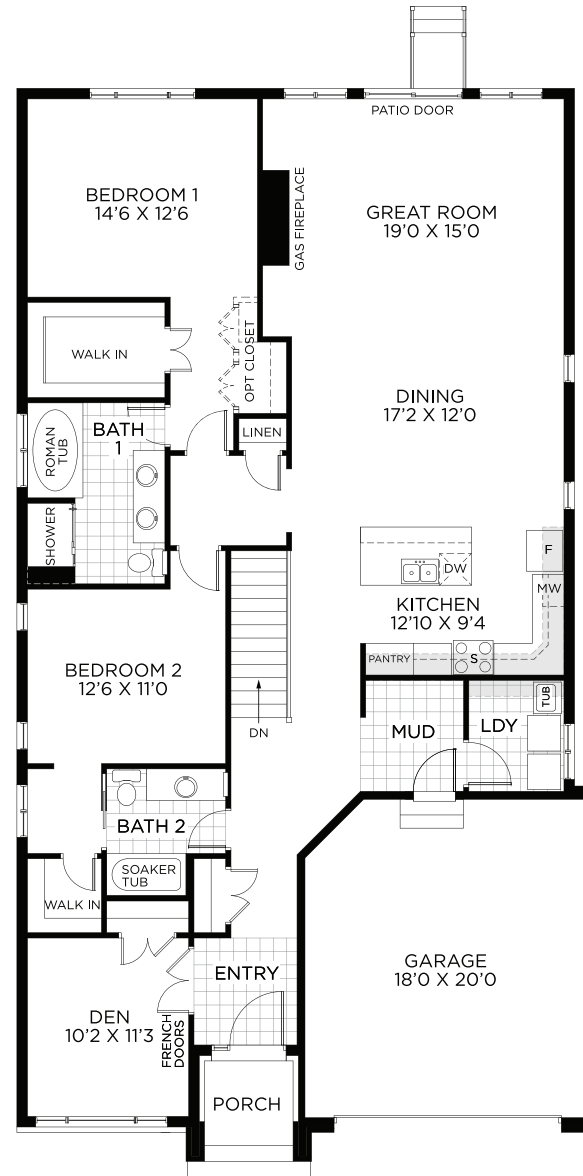 PATIO DOOR
BEDROOM 1
14'6 X 12'6
GAS FIREPLACE
GREAT ROOM
19'0 X 15'0
WALK IN
OPT CLOSET
DINING
17'2 X 12'0
ROMAN
TUB
BATH
1
LINEN
SHOWER
F
DW
MW
KITCHEN
12'10 X 9'4
PANTRY
S
BEDROOM 2
12'6 X 11'0
DN
MUD
LDY
TUB
BATH 2
SOAKER
TUB
WALK IN
ENTRY
GARAGE
18'0 X 20'0
DEN
10'2 X 11'3
FRENCH
DOORS
PORCH